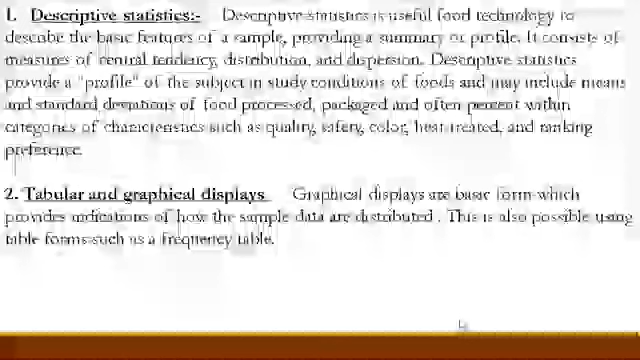 1. Descriptive statistics:- Descriptive statistics is useful food technology to
describe the basic features of a sample, providing a summary or profile. It consists of
measures of central tendency, distribution, and dispersion. Descriptive statistics
provide a "profile" of the subject in study conditions of foods and may include means
and standard deviations of food processed, packaged and often percent within
categories of characteristics such as quality, safety, color, heat treated, and ranking
preference.
2. Tabular and graphical displays Graphical displays are basic form which
provides indications of how the sample data are distributed . This is also possible using
table forms such as a frequency table.